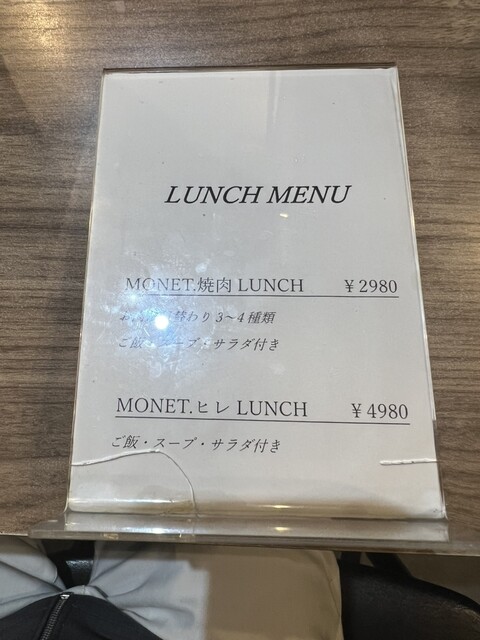 LUNCH MENU
MONET.焼肉 LUNCH ¥2980
替わり3〜4種類
ご飯・スープ・サラダ付き
MONET.ヒレ LUNCH ¥4980
ご飯・スープ・サラダ付き